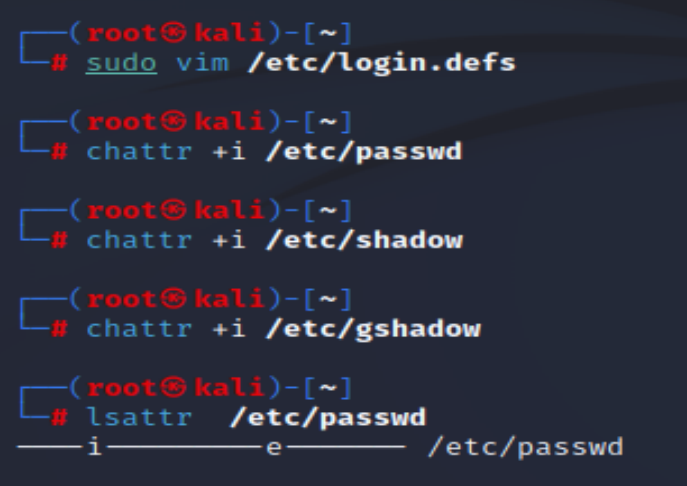 ┌──(root㉿kali)-[~]
└─# sudo vim /etc/login.defs
┌──(root㉿kali)-[~]
└─# chattr +i /etc/passwd
┌──(root㉿kali)-[~]
└─# chattr +i /etc/shadow
┌──(root㉿kali)-[~]
└─# chattr +i /etc/gshadow
┌──(root㉿kali)-[~]
└─# lsattr  /etc/passwd
----i---------e------- /etc/passwd